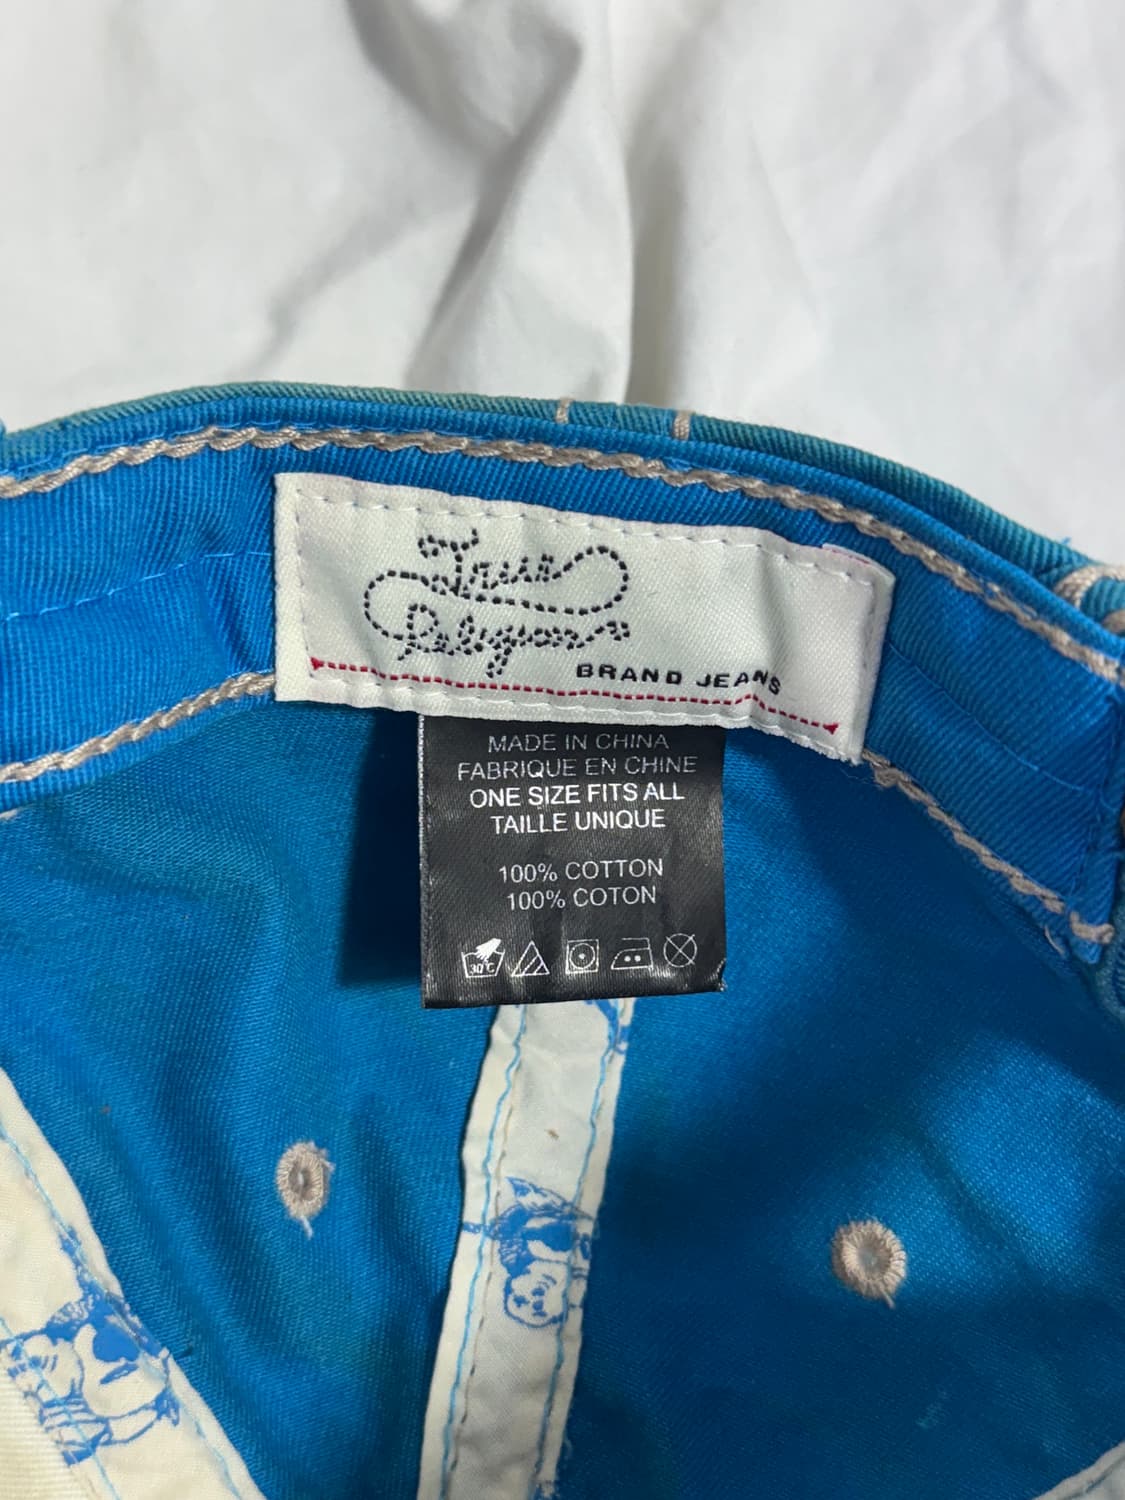 True
Religion
BRAND JEANS
MADE IN CHINA
FABRIQUE EN CHINE
ONE SIZE FITS ALL
TAILLE UNIQUE
100% COTTON
100% COTON
30°C